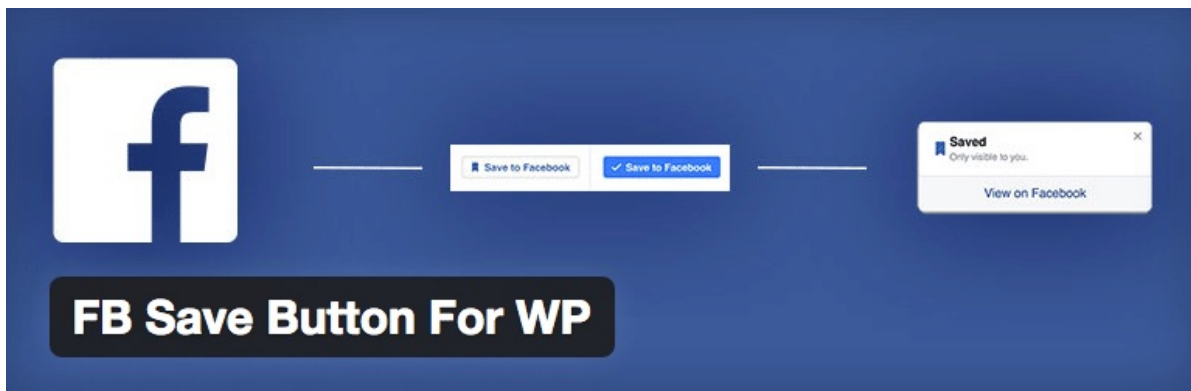 Save to Facebook
Save to Facebook
Saved
Only visible to you.
View on Facebook
FB Save Button For WP